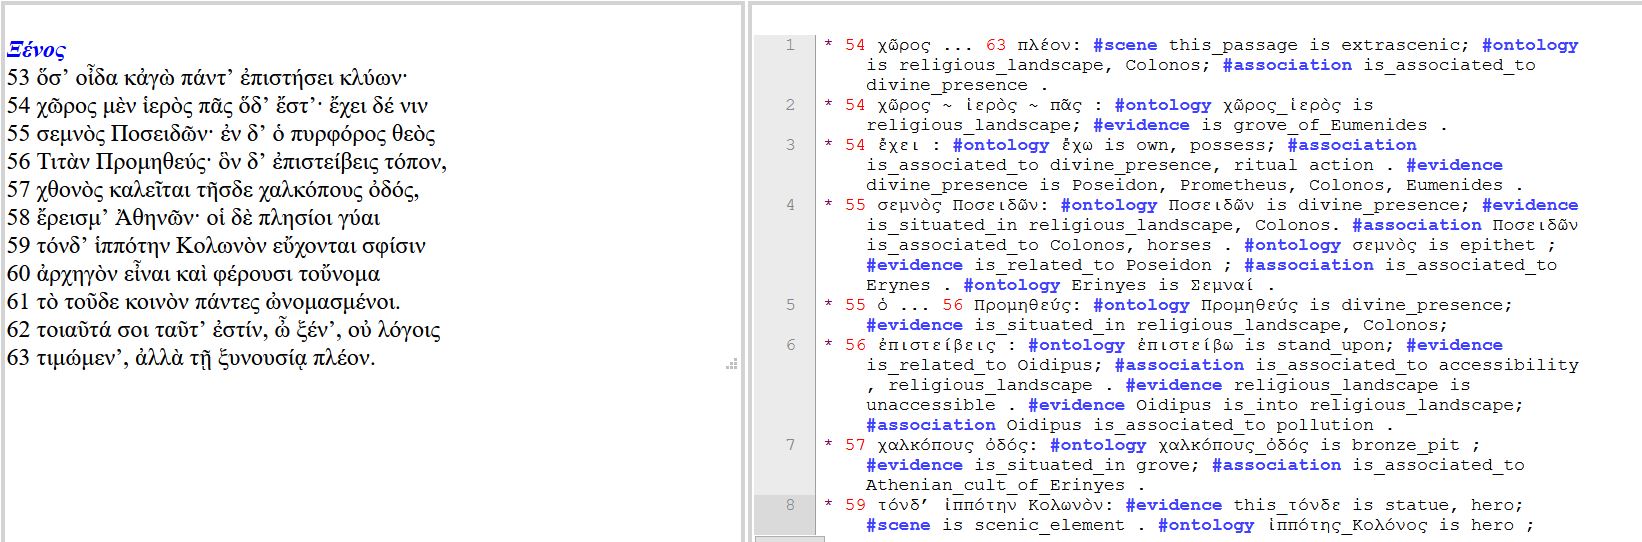 Ξένος
53 ὅσ’ οἶδα κἀγὼ πάντ’ ἐπιστήσει κλύων·
54 χῶρος μὲν ἱερὸς πᾶς ὅδ’ ἔστ’· ἔχει δέ νιν
55 σεμνὸς Ποσειδῶν· ἐν δ’ ὁ πυρφόρος θεὸς
56 Τιτὰν Προμηθεύς· ὃν δ’ ἐπιστείβεις τόπον,
57 χθονὸς καλεῖται τῆσδε χαλκόπους ὁδός,
58 ἔρεισμ’ Ἀθηνῶν· οἱ δὲ πλησίοι γύαι
59 τόνδ’ ἱππότην Κολωνὸν εὔχονται σφίσιν
60 ἀρχηγὸν εἶναι καὶ φέρουσι τοὔνομα
61 τὸ τοῦδε κοινὸν πάντες ὠνομασμένοι.
62 τοιαῦτά σοι ταῦτ’ ἐστίν, ὦ ξέν’, οὐ λόγοις
63 τιμώμεν’, ἀλλὰ τῇ ξυνουσίᾳ πλέον.
1 * 54 χῶρος ... 63 πλέον: #scene this_passage is extrascenic; #ontology
is religious_landscape, Colonos; #association is_associated_to
divine_presence .
2 * 54 χῶρος ~ ἱερὸς ~ πᾶς : #ontology χῶρος_ἱερὸς is
religious_landscape; #evidence is grove_of_Eumenides .
3 * 54 ἔχει : #ontology ἔχω is own, possess; #association
is_associated_to divine_presence, ritual action . #evidence
divine_presence is Poseidon, Prometheus, Colonos, Eumenides .
4 * 55 σεμνὸς Ποσειδῶν: #ontology Ποσειδῶν is divine_presence; #evidence
is_situated_in religious_landscape, Colonos. #association Ποσειδῶν
is_associated_to Colonos, horses . #ontology σεμνὸς is epithet ;
#evidence is_related_to Poseidon ; #association is_associated_to
Erynes . #ontology Erinyes is Σεμναί .
5 * 55 ὁ ... 56 Προμηθεύς: #ontology Προμηθεύς is divine_presence;
#evidence is_situated_in religious_landscape, Colonos;
6 * 56 ἐπιστείβεις : #ontology ἐπιστείβω is stand_upon; #evidence
is_related_to Oidipus; #association is_associated_to accessibility
, religious_landscape . #evidence religious_landscape is
unaccessible . #evidence Oidipus is_into religious_landscape;
#association Oidipus is_associated_to pollution .
7 * 57 χαλκόπους ὁδός: #ontology χαλκόπους_ὁδός is bronze_pit ;
#evidence is_situated_in grove; #association is_associated_to
Athenian_cult_of_Erinyes .
8 * 59 τόνδ’ ἱππότην Κολωνὸν: #evidence this_τόνδε is statue, hero;
#scene is scenic_element . #ontology ἱππότης_Κολόνος is hero ;